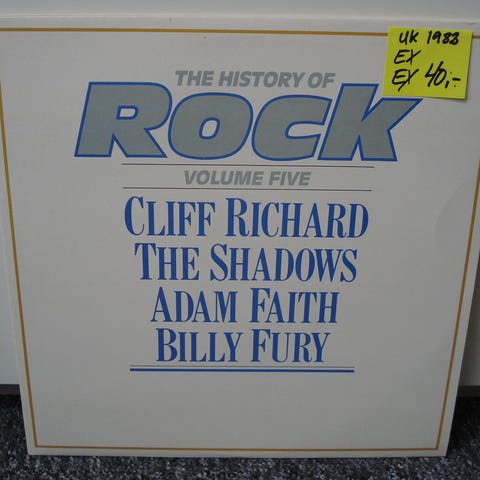 UK 1983
EX
EX 40,-
THE HISTORY OF
ROCK
VOLUME FIVE
CLIFF RICHARD
THE SHADOWS
ADAM FAITH
BILLY FURY